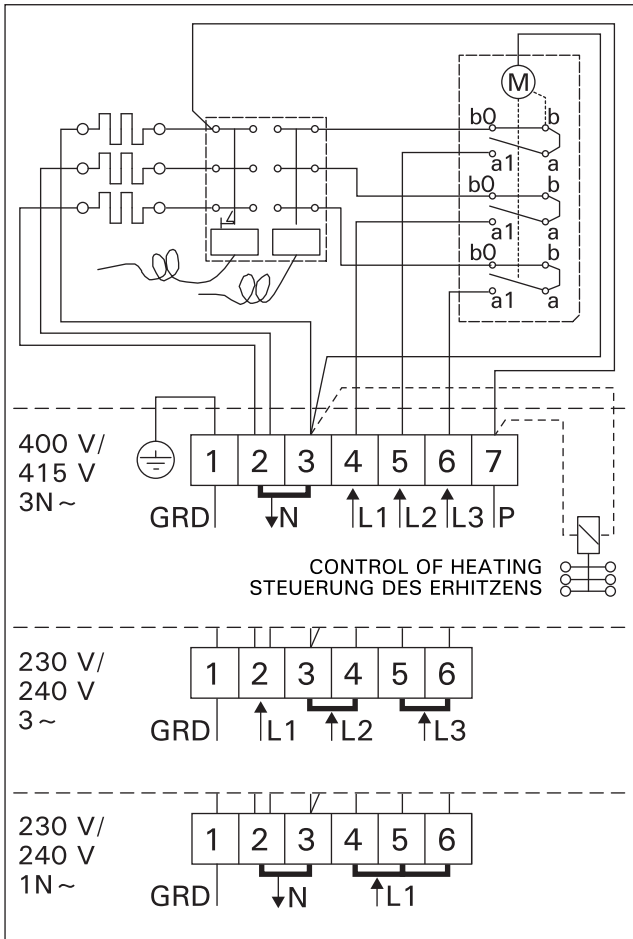 M
b0 b
a1 a
b0 b
a1 a
b0 b
a1 a
400 V/
415 V
3N~
1 2 3 4 5 6 7
GRD N L1 L2 L3 P
CONTROL OF HEATING
STEUERUNG DES ERHITZENS
230 V/
240 V
3~
1 2 3 4 5 6
GRD L1 L2 L3
230 V/
240 V
1N~
1 2 3 4 5 6
GRD N L1